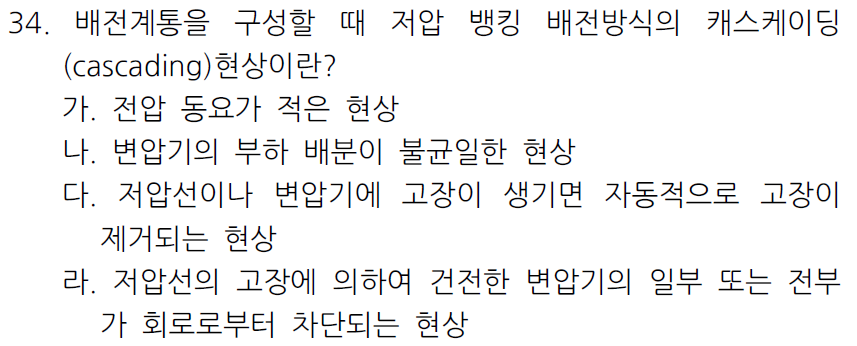 34. 배전계통을 구성할 때 저압 뱅킹 배전방식의 캐스케이딩
(cascading)현상이란?
가. 전압 동요가 적은 현상
나. 변압기의 부하 배분이 불균일한 현상
다. 저압선이나 변압기에 고장이 생기면 자동적으로 고장이
제거되는 현상
라. 저압선의 고장에 의하여 건전한 변압기의 일부 또는 전부
가 회로로부터 차단되는 현상